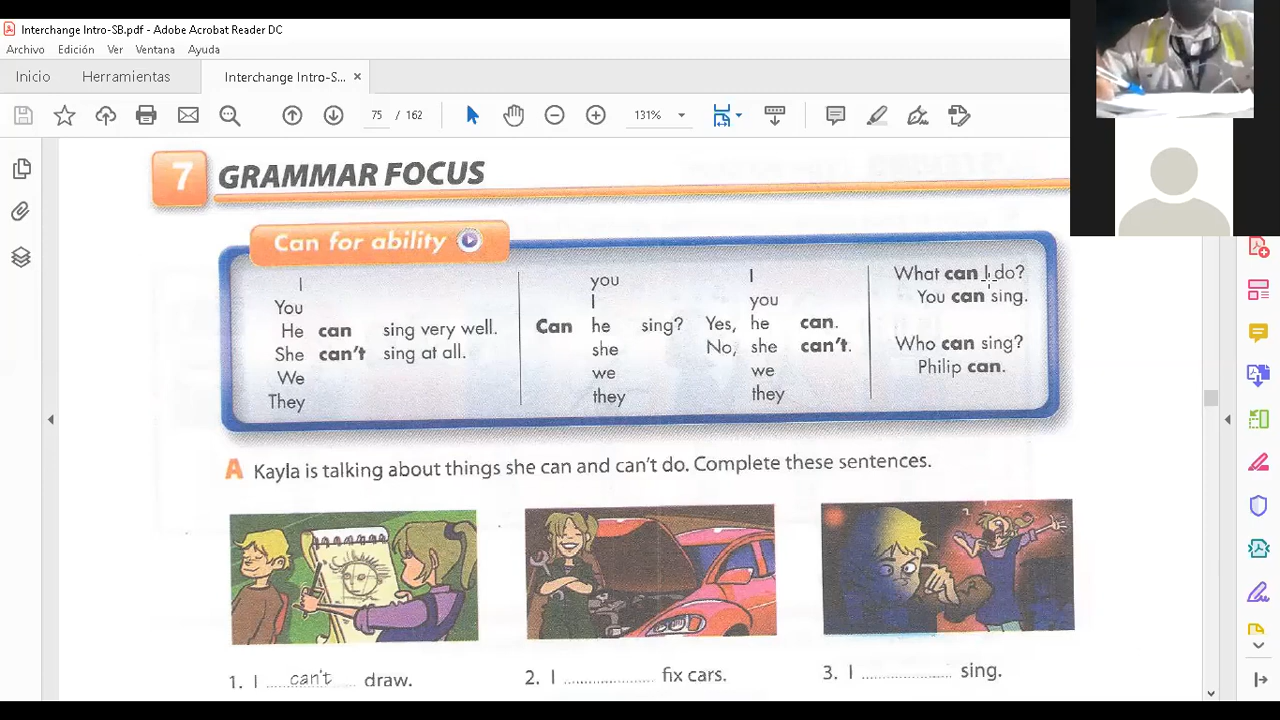 Interchange Intro-SB.pdf - Adobe Acrobat Reader DC
Archivo Edición Ver Ventana Ayuda
Inicio Herramientas Interchange Intro-S... ×
75 / 162 131%
7 GRAMMAR FOCUS
Can for ability
I
You
He can sing very well.
She can't sing at all.
We
They
you
I
Can he sing?
she
we
they
I
you
Yes, he can.
No, she can't.
we
they
What can I do?
You can sing.
Who can sing?
Philip can.
A Kayla is talking about things she can and can't do. Complete these sentences.
1. I can't draw.
2. I .................... fix cars.
3. I .................... sing.